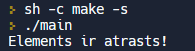 > sh -c make -s
> ./main
Elements ir atrasts!